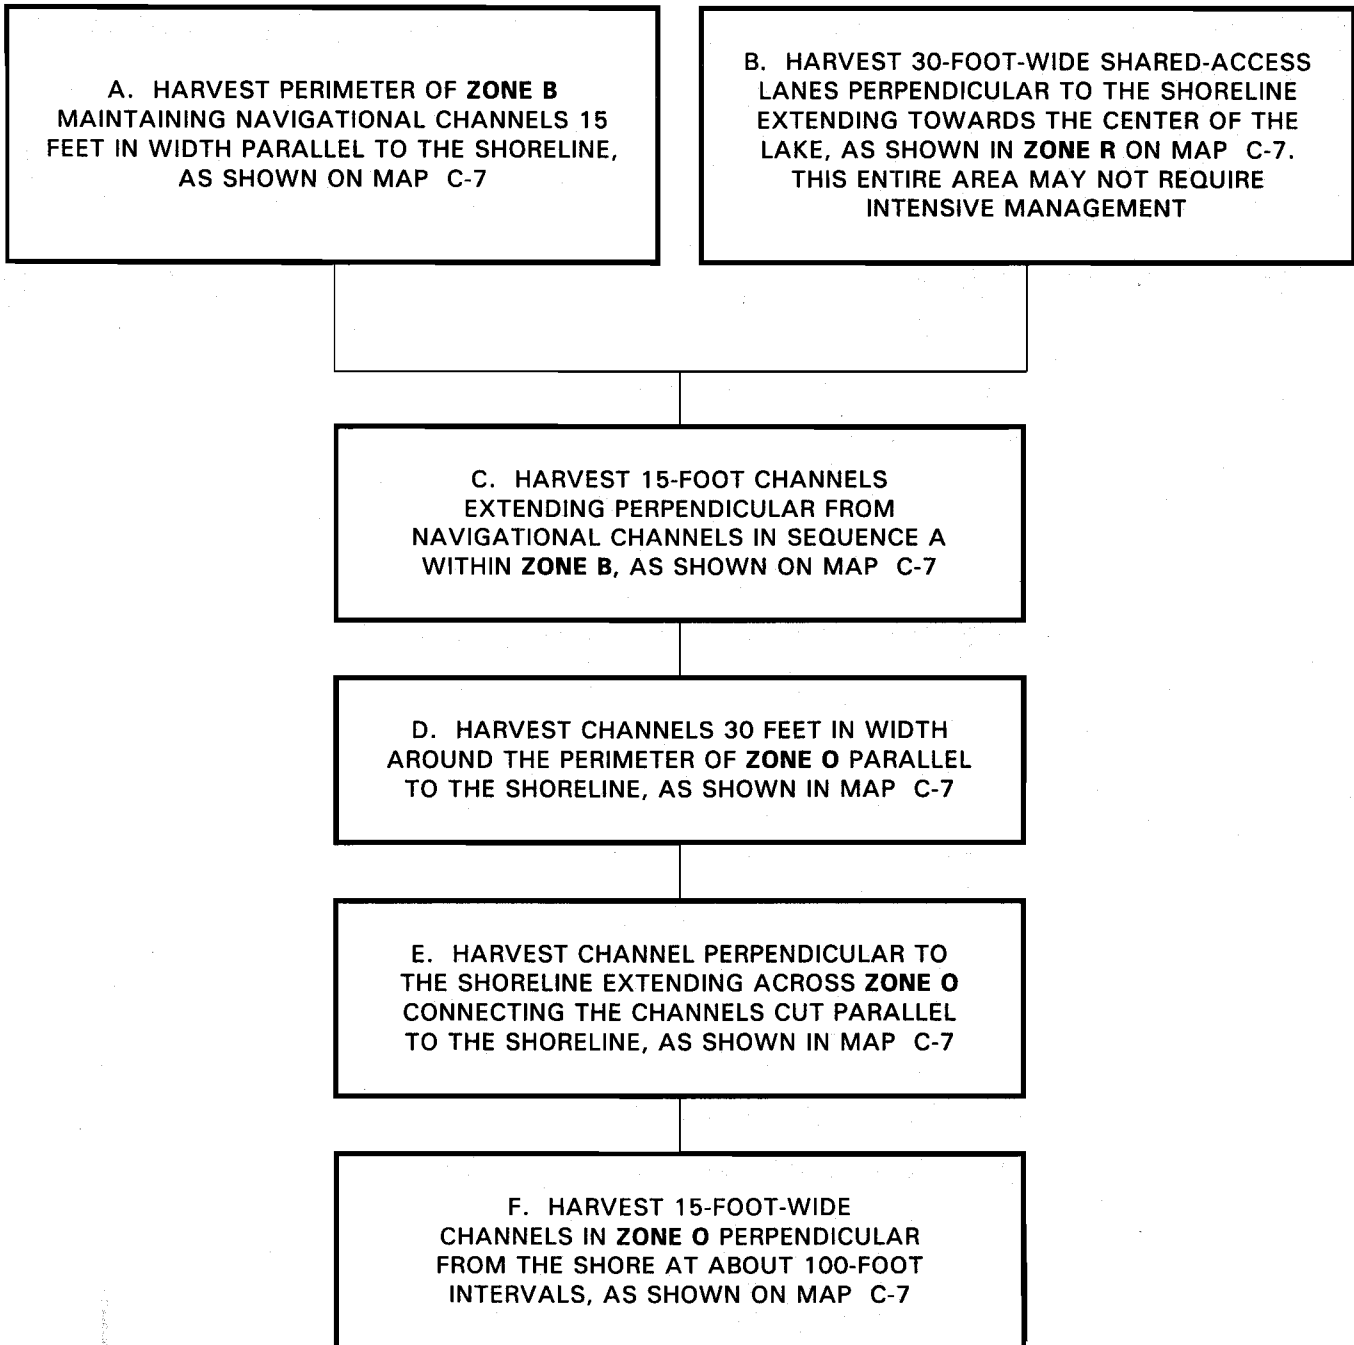 A. HARVEST PERIMETER OF ZONE B
MAINTAINING NAVIGATIONAL CHANNELS 15
FEET IN WIDTH PARALLEL TO THE SHORELINE,
AS SHOWN ON MAP C-7
B. HARVEST 30-FOOT-WIDE SHARED-ACCESS
LANES PERPENDICULAR TO THE SHORELINE
EXTENDING TOWARDS THE CENTER OF THE
LAKE, AS SHOWN IN ZONE R ON MAP C-7.
THIS ENTIRE AREA MAY NOT REQUIRE
INTENSIVE MANAGEMENT
C. HARVEST 15-FOOT CHANNELS
EXTENDING PERPENDICULAR FROM
NAVIGATIONAL CHANNELS IN SEQUENCE A
WITHIN ZONE B, AS SHOWN ON MAP C-7
D. HARVEST CHANNELS 30 FEET IN WIDTH
AROUND THE PERIMETER OF ZONE O PARALLEL
TO THE SHORELINE, AS SHOWN IN MAP C-7
E. HARVEST CHANNEL PERPENDICULAR TO
THE SHORELINE EXTENDING ACROSS ZONE O
CONNECTING THE CHANNELS CUT PARALLEL
TO THE SHORELINE, AS SHOWN IN MAP C-7
F. HARVEST 15-FOOT-WIDE
CHANNELS IN ZONE O PERPENDICULAR
FROM THE SHORE AT ABOUT 100-FOOT
INTERVALS, AS SHOWN ON MAP C-7